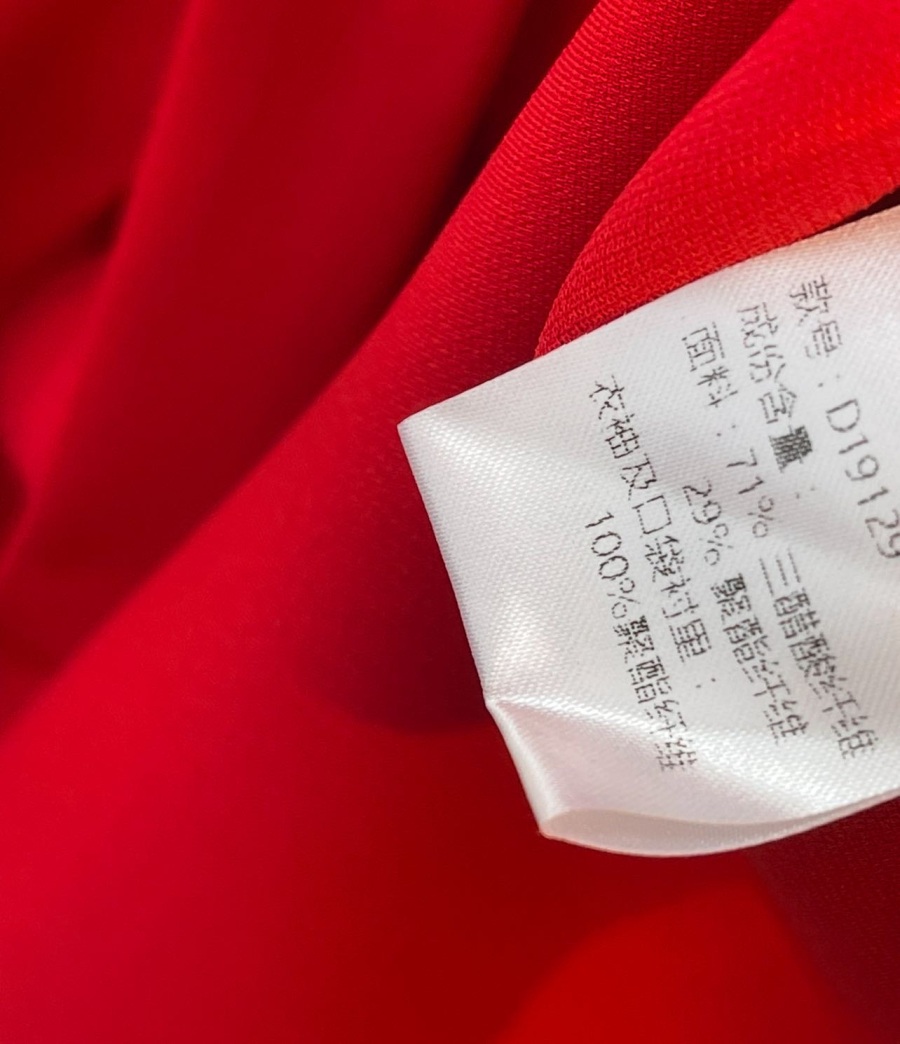 款号：D19129
成份含量：
面料：71%三醋酸纤维
29%聚酯纤维
衣袖及口袋衬里：
100%聚酯纤维